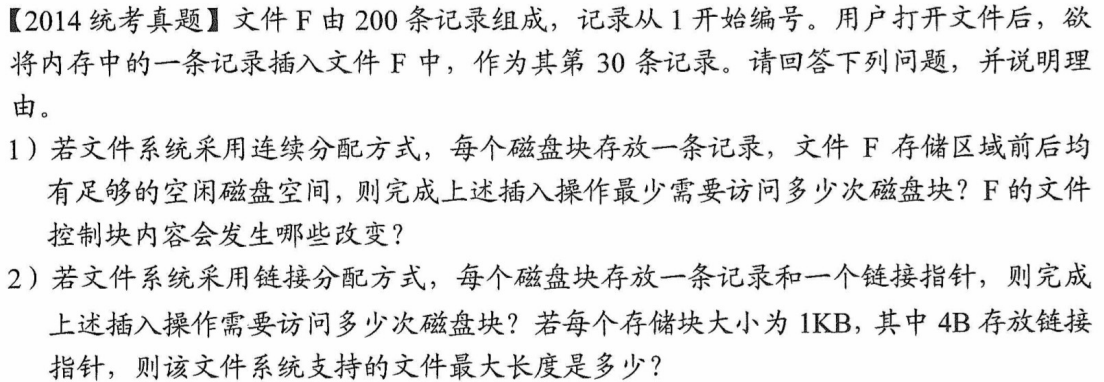 【2014 统考真题】文件 F 由 200 条记录组成，记录从 1 开始编号。用户打开文件后，欲
将内存中的一条记录插入文件 F 中，作为其第 30 条记录。请回答下列问题，并说明理
由。
1）若文件系统采用连续分配方式，每个磁盘块存放一条记录，文件 F 存储区域前后均
有足够的空闲磁盘空间，则完成上述插入操作最少需要访问多少次磁盘块？F 的文件
控制块内容会发生哪些改变？
2）若文件系统采用链接分配方式，每个磁盘块存放一条记录和一个链接指针，则完成
上述插入操作需要访问多少次磁盘块？若每个存储块大小为 1KB，其中 4B 存放链接
指针，则该文件系统支持的文件最大长度是多少？